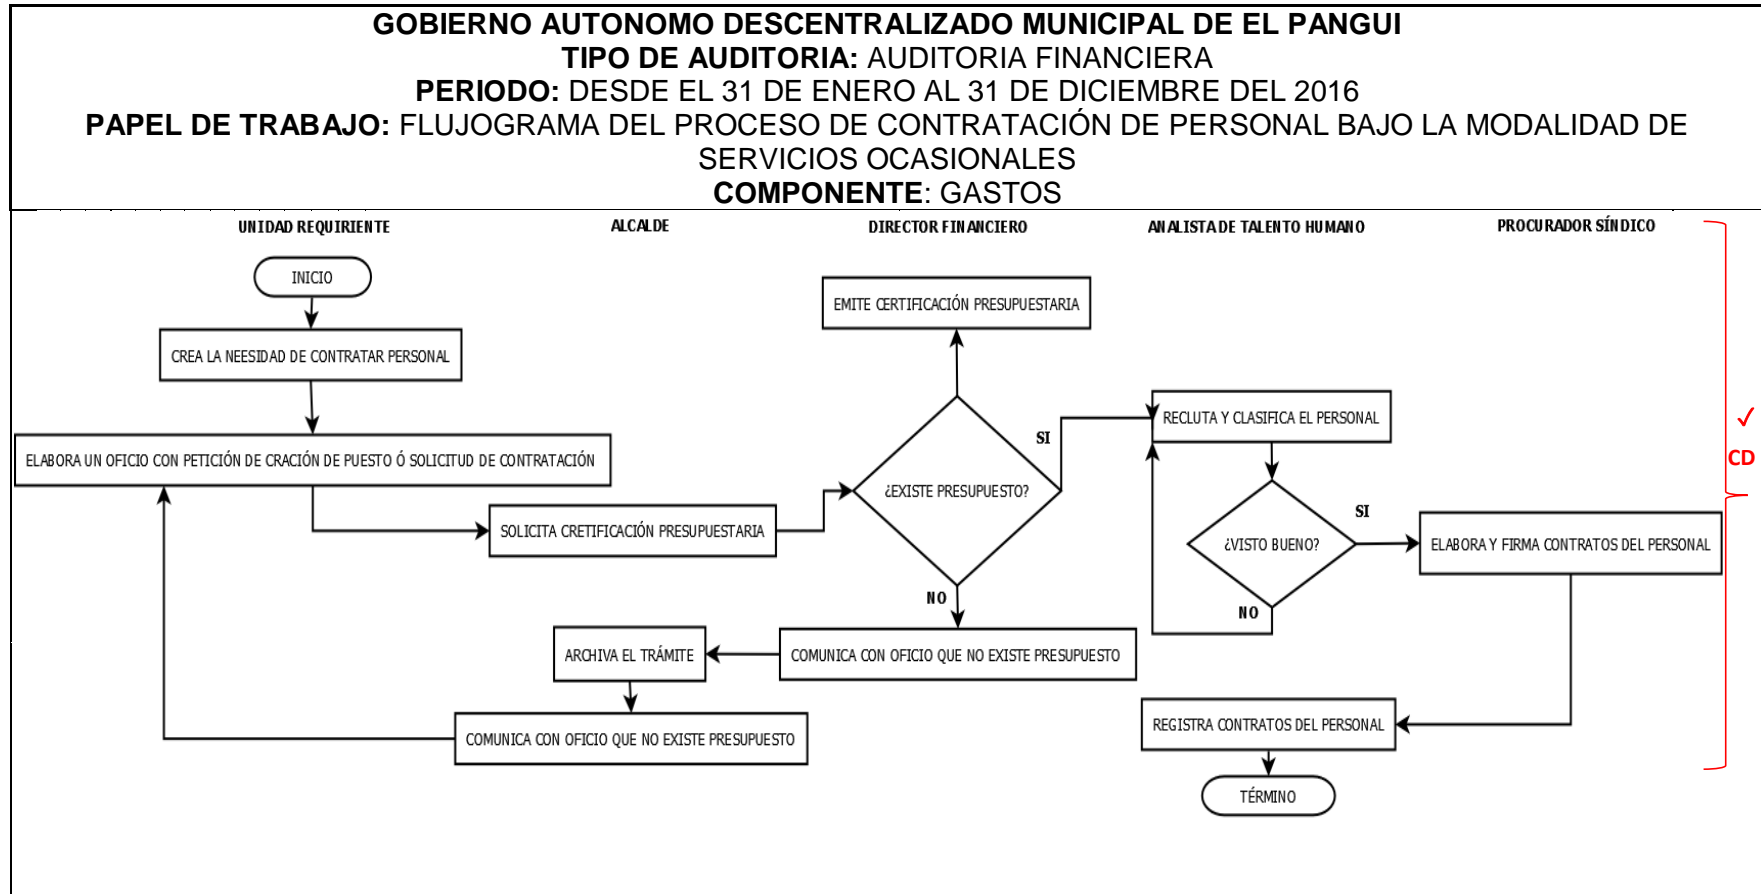 GOBIERNO AUTONOMO DESCENTRALIZADO MUNICIPAL DE EL PANGUI
TIPO DE AUDITORIA: AUDITORIA FINANCIERA
PERIODO: DESDE EL 31 DE ENERO AL 31 DE DICIEMBRE DEL 2016
PAPEL DE TRABAJO: FLUJOGRAMA DEL PROCESO DE CONTRATACIÓN DE PERSONAL BAJO LA MODALIDAD DE
SERVICIOS OCASIONALES
COMPONENTE: GASTOS
UNIDAD REQUIRIENTE
ALCALDE
DIRECTOR FINANCIERO
ANALISTA DE TALENTO HUMANO
PROCURADOR SÍNDICO
INICIO
EMITE CERTIFICACIÓN PRESUPUESTARIA
CREA LA NEESIDAD DE CONTRATAR PERSONAL
RECLUTA Y CLASIFICA EL PERSONAL
✓
SI
CD
ELABORA UN OFICIO CON PETICIÓN DE CRACIÓN DE PUESTO Ó SOLICITUD DE CONTRATACIÓN
¿EXISTE PRESUPUESTO?
SI
SOLICITA CRETIFICACIÓN PRESUPUESTARIA
¿VISTO BUENO?
ELABORA Y FIRMA CONTRATOS DEL PERSONAL
NO
NO
ARCHIVA EL TRÁMITE
COMUNICA CON OFICIO QUE NO EXISTE PRESUPUESTO
REGISTRA CONTRATOS DEL PERSONAL
COMUNICA CON OFICIO QUE NO EXISTE PRESUPUESTO
TÉRMINO